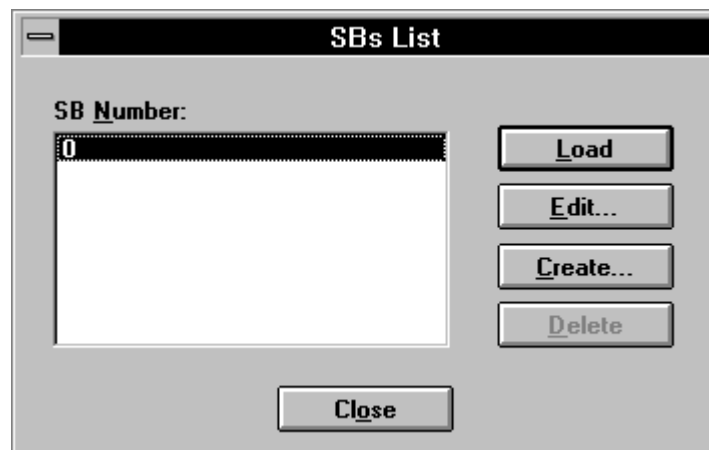 SBs List
SB Number:
0
Load
Edit...
Create...
Delete
Close